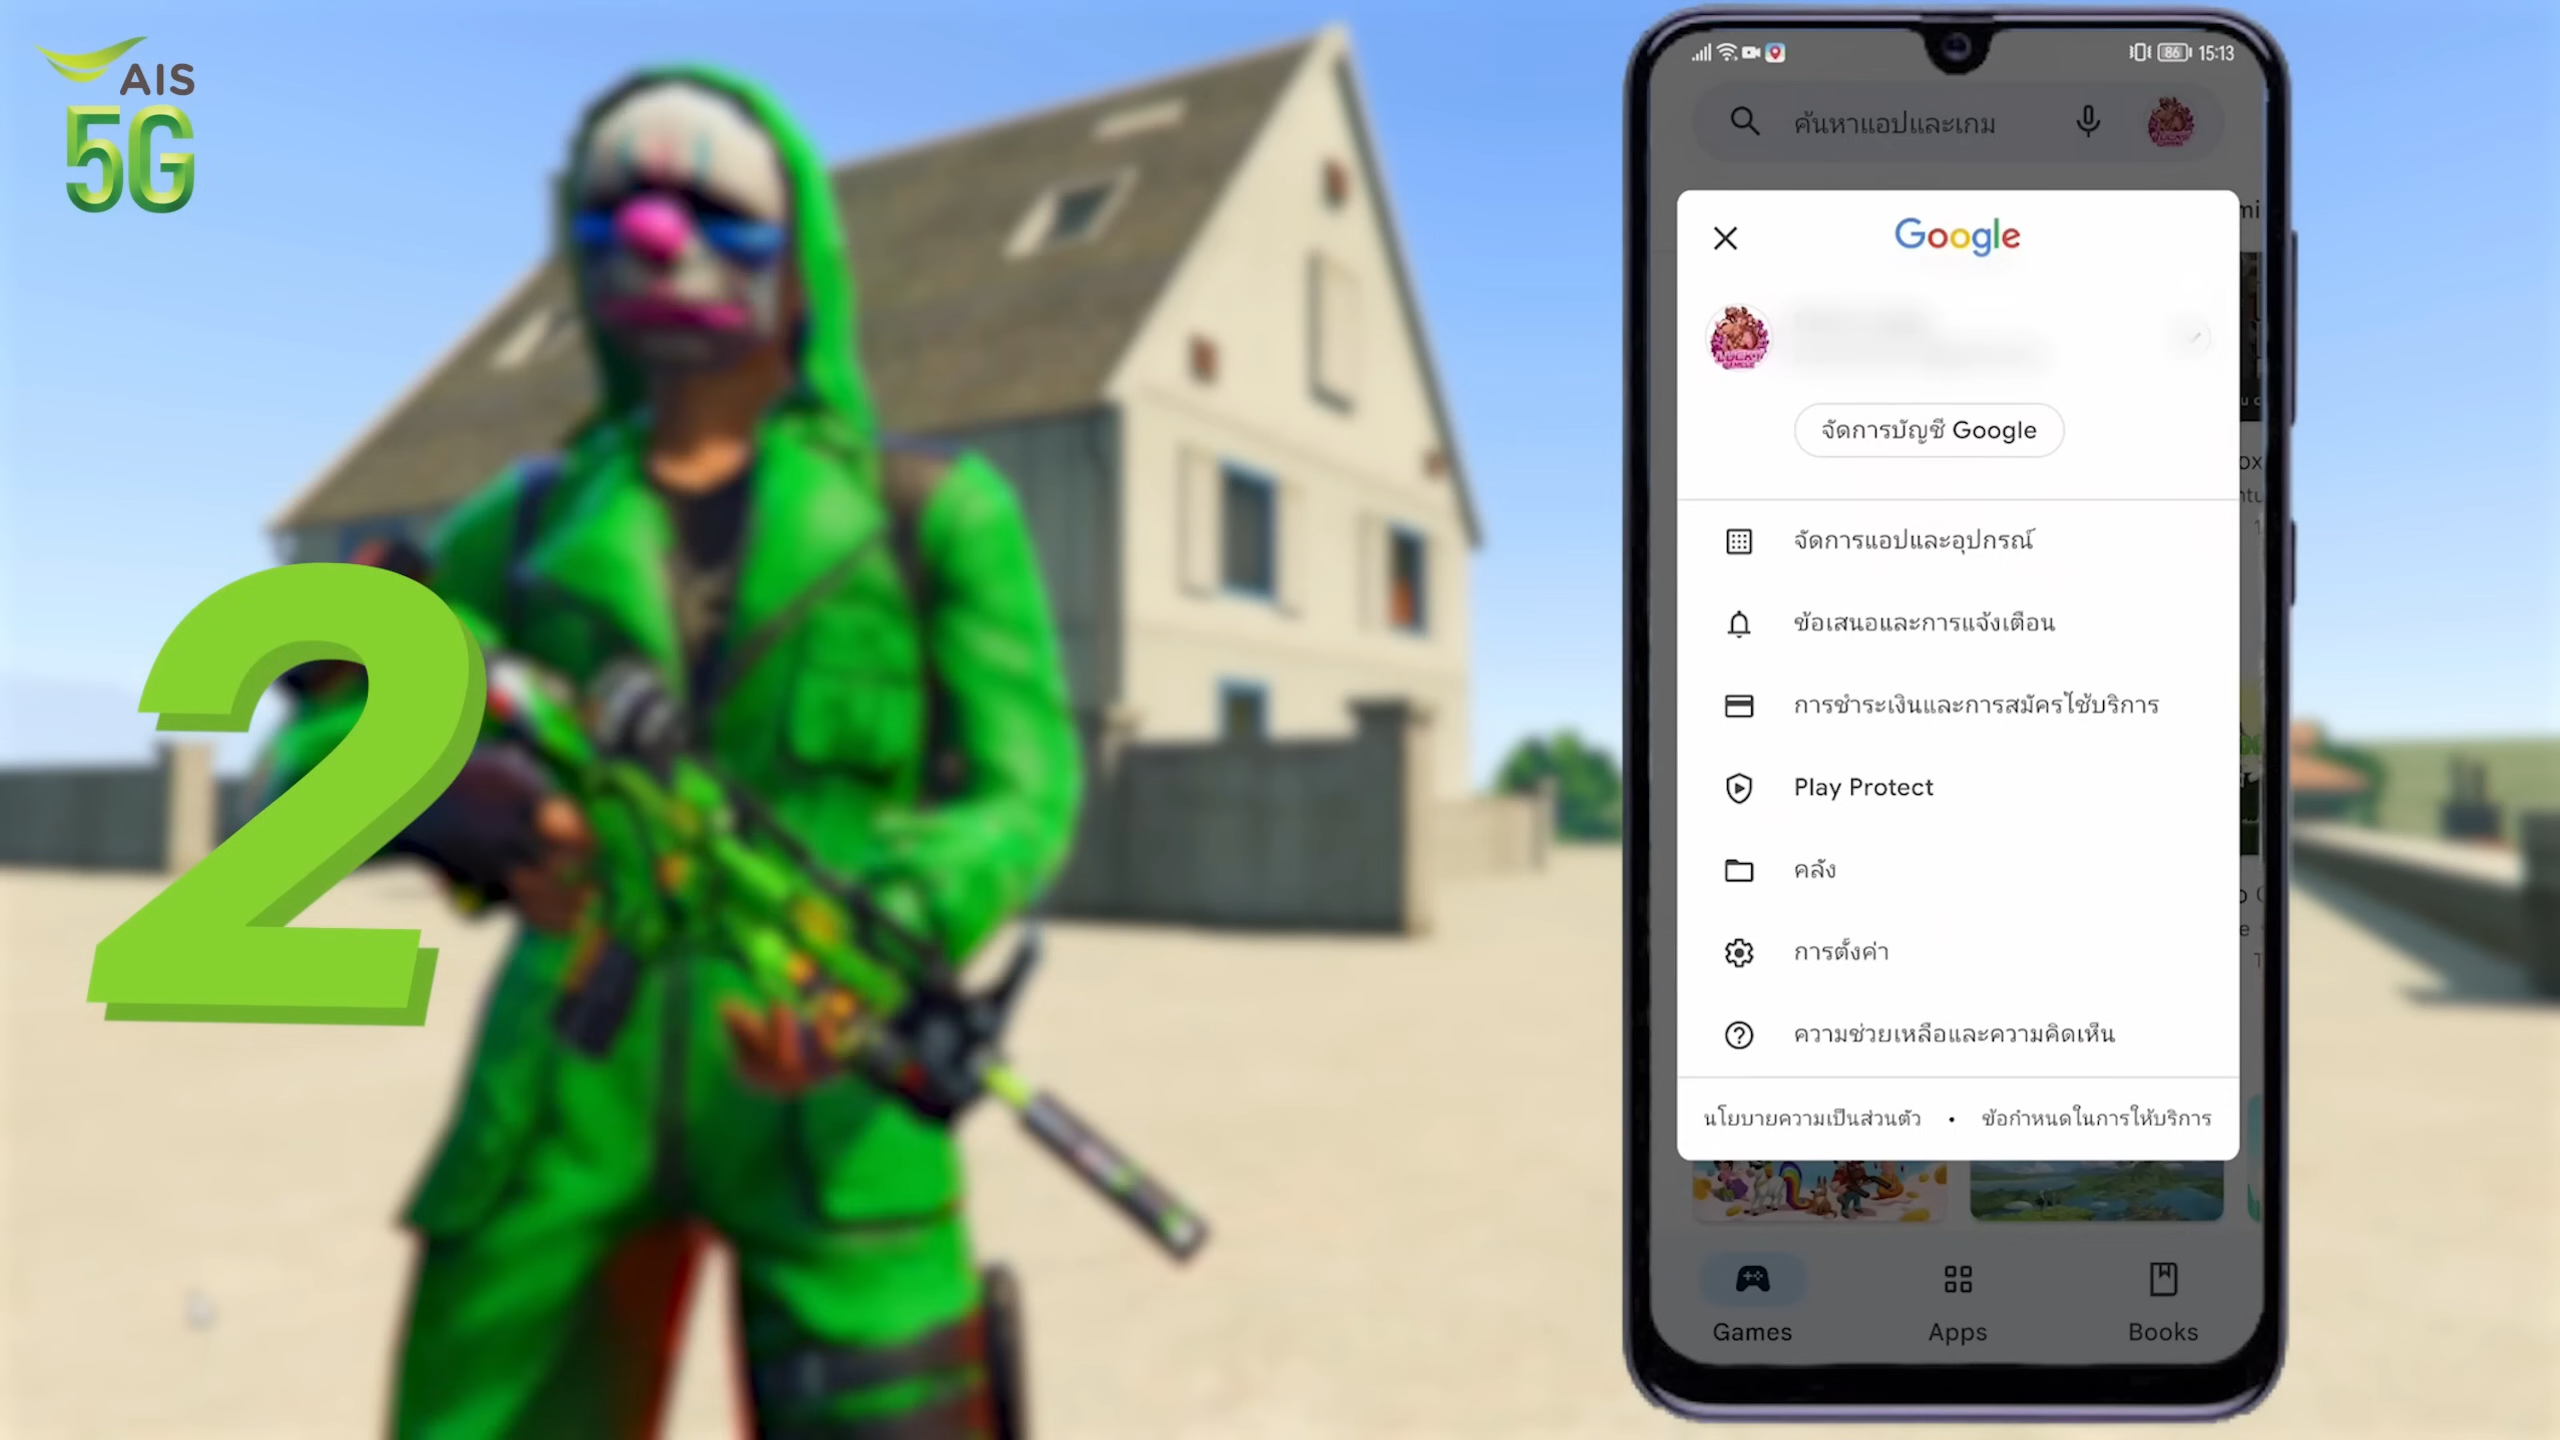 AIS
5G
2
86 15:13
ค้นหาแอปและเกม
Google
จัดการบัญชี Google
จัดการแอปและอุปกรณ์
ข้อเสนอและการแจ้งเตือน
การชำระเงินและการสมัครใช้บริการ
Play Protect
คลัง
การตั้งค่า
ความช่วยเหลือและความคิดเห็น
นโยบายความเป็นส่วนตัว • ข้อกำหนดในการให้บริการ
Games Apps Books